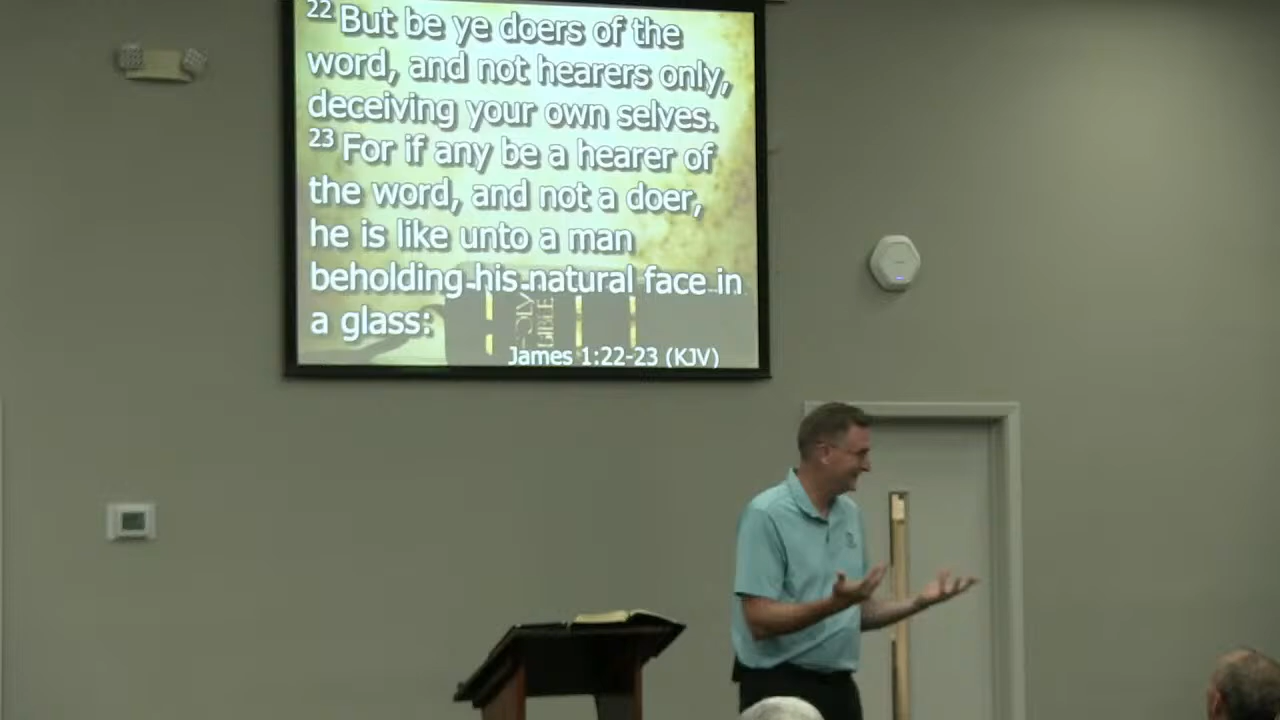 22 But be ye doers of the
word, and not hearers only,
deceiving your own selves.
23 For if any be a hearer of
the word, and not a doer,
he is like unto a man
beholding his natural face in
a glass:
HOLY
BIBLE
James 1:22-23 (KJV)